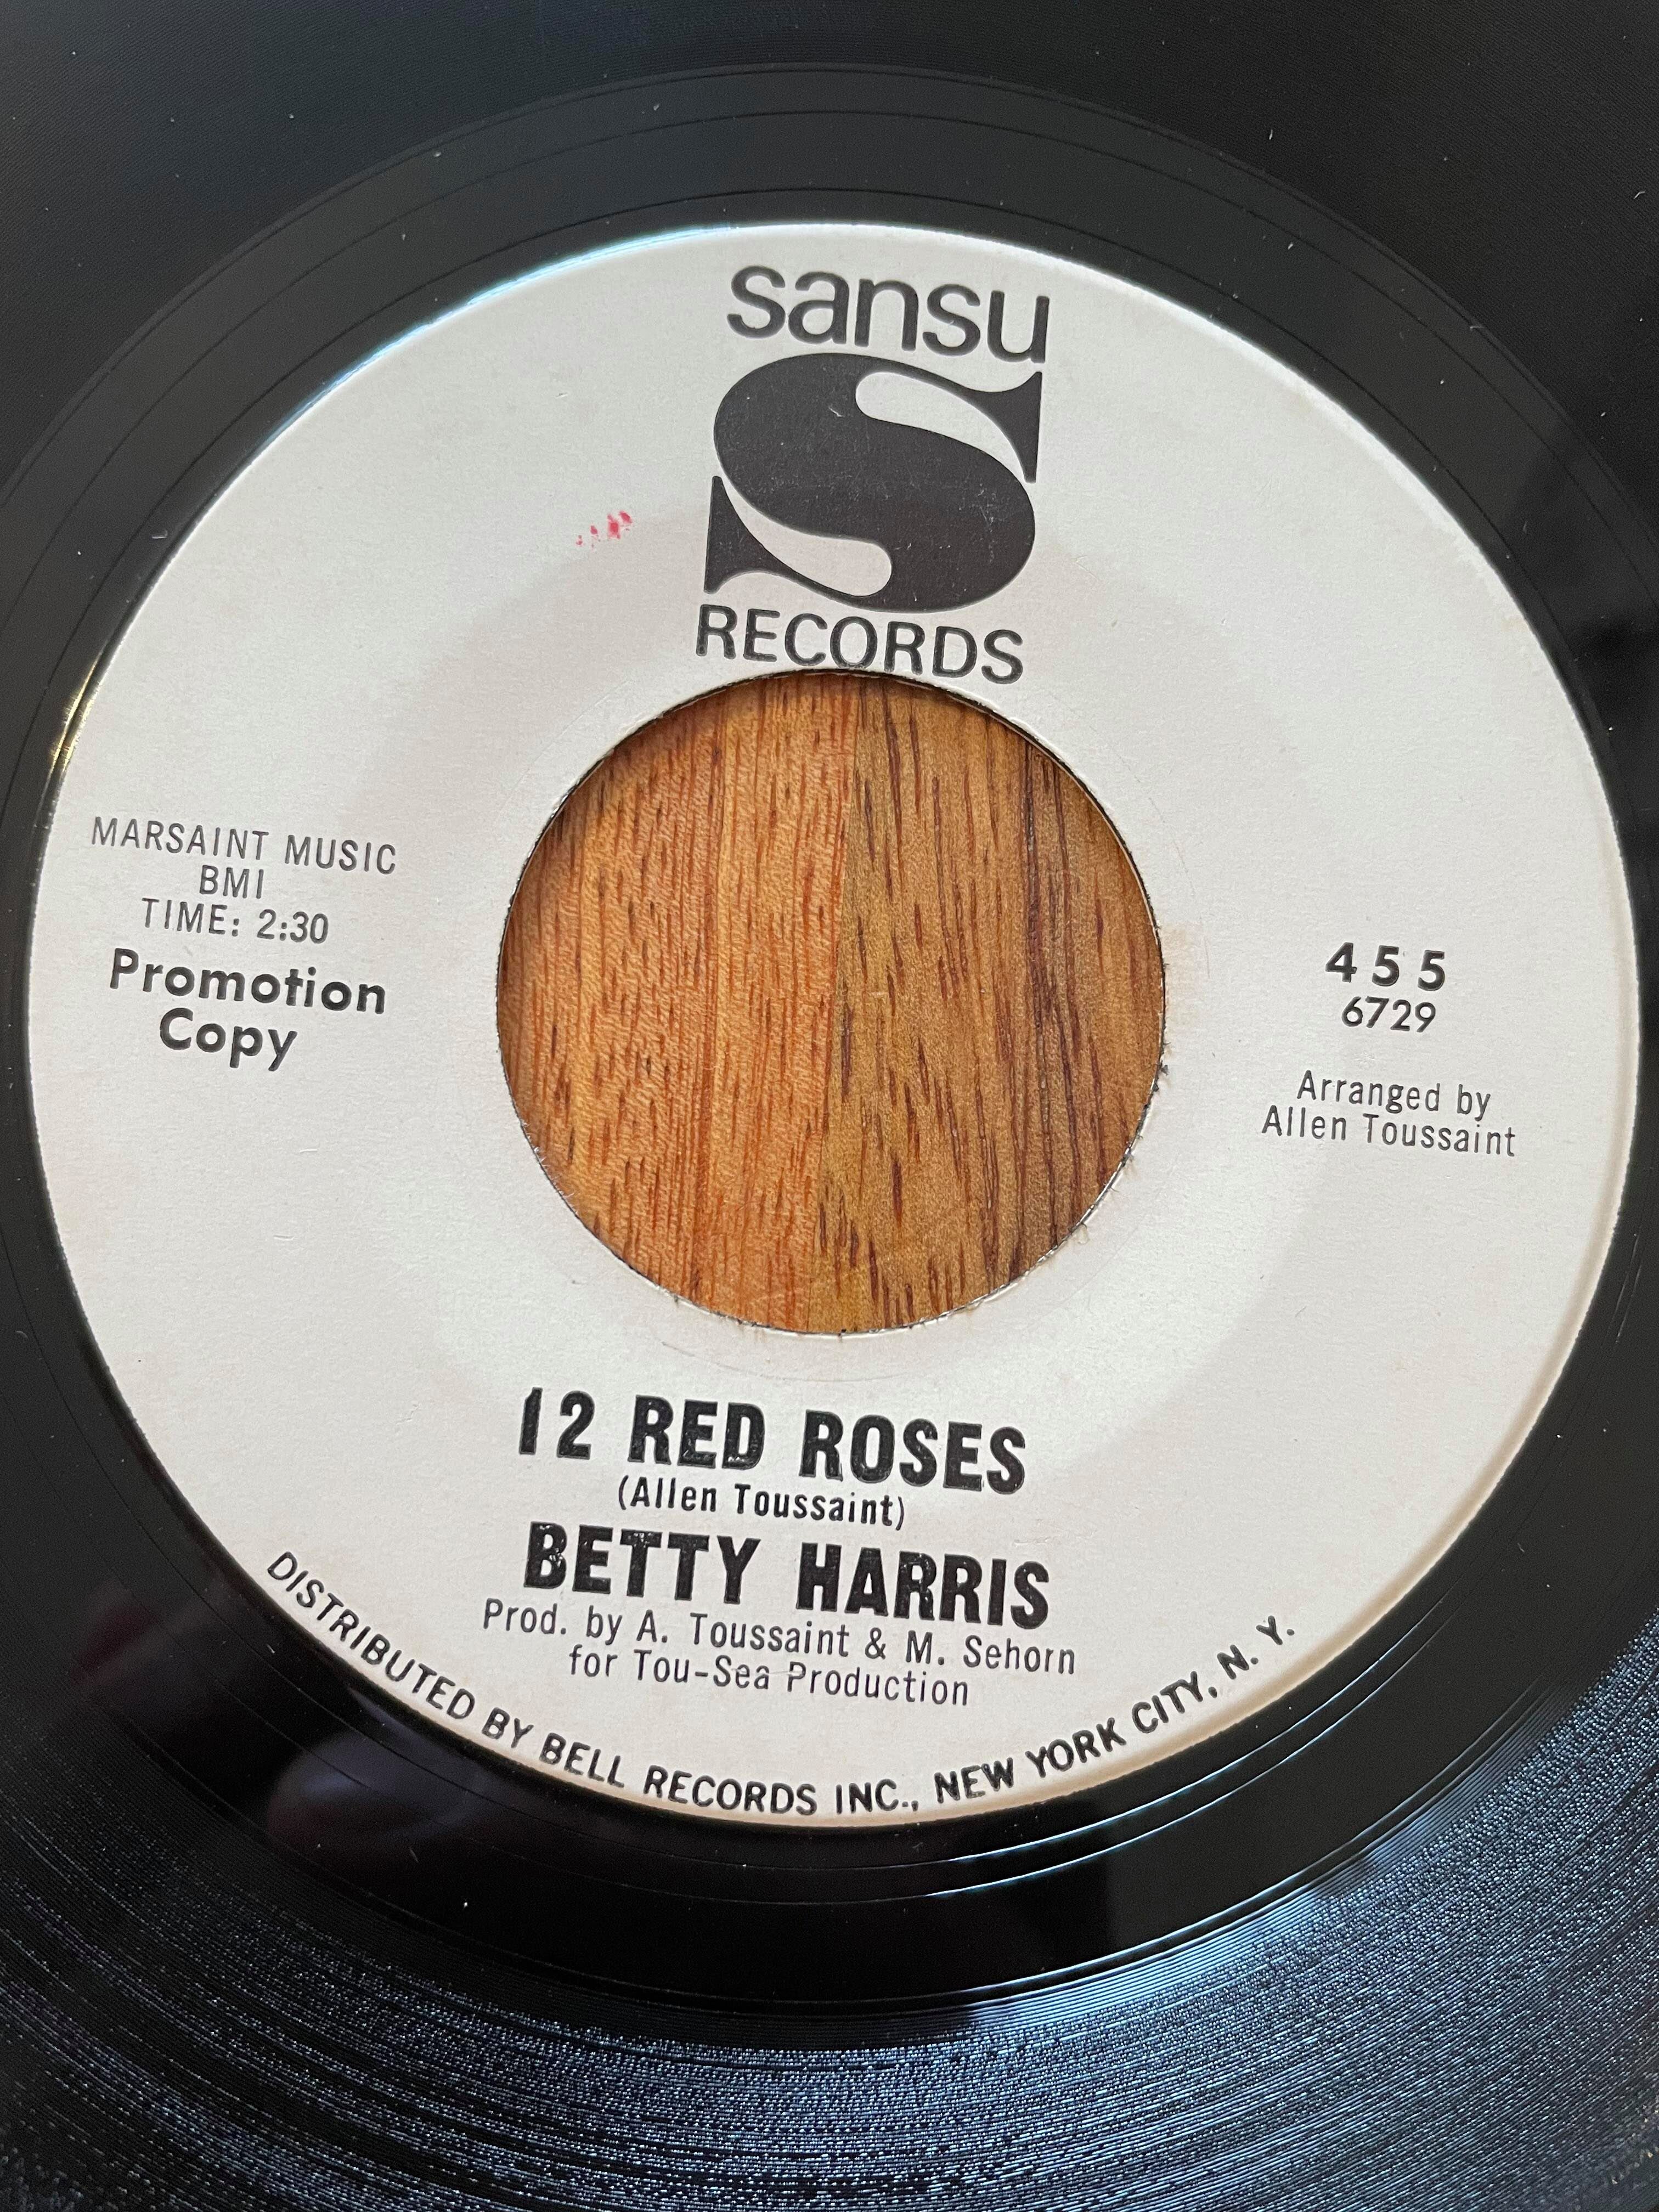 sansu
S
RECORDS
MARSAINT MUSIC
BMI
TIME: 2:30
Promotion
Copy
455
6729
Arranged by
Allen Toussaint
12 RED ROSES
(Allen Toussaint)
BETTY HARRIS
Prod. by A. Toussaint & M. Sehorn
for Tou-Sea Production
DISTRIBUTED BY BELL RECORDS INC., NEW YORK CITY, N. Y.